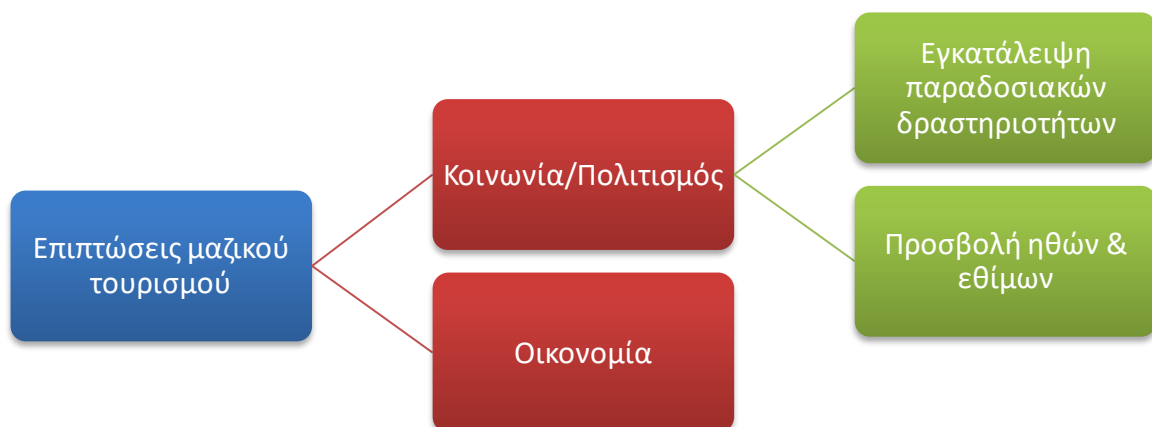 Επιπτώσεις μαζικού
τουρισμού
Κοινωνία/Πολιτισμός
Εγκατάλειψη
παραδοσιακών
δραστηριοτήτων
Προσβολή ηθών &
εθίμων
Οικονομία